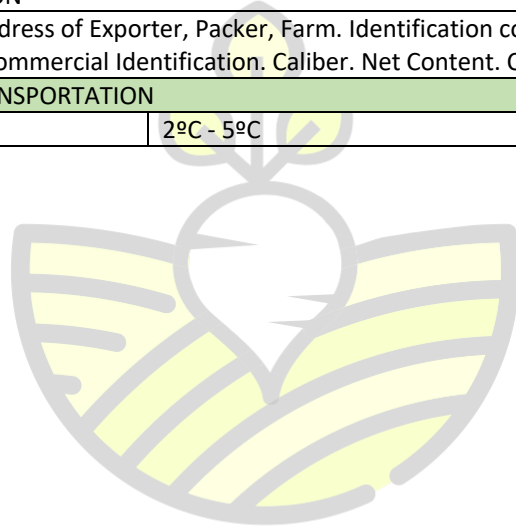 dress of Exporter, Packer, Farm. Identification co
ommercial Identification. Caliber. Net Content. C
NSPORTATION
2ºC - 5ºC